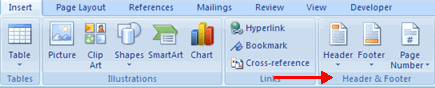 Insert Page Layout References Mailings Review View Developer
Table Picture Clip Art Shapes SmartArt Chart Hyperlink Bookmark Cross-reference Header Footer Page Number
Tables Illustrations Links Header & Footer